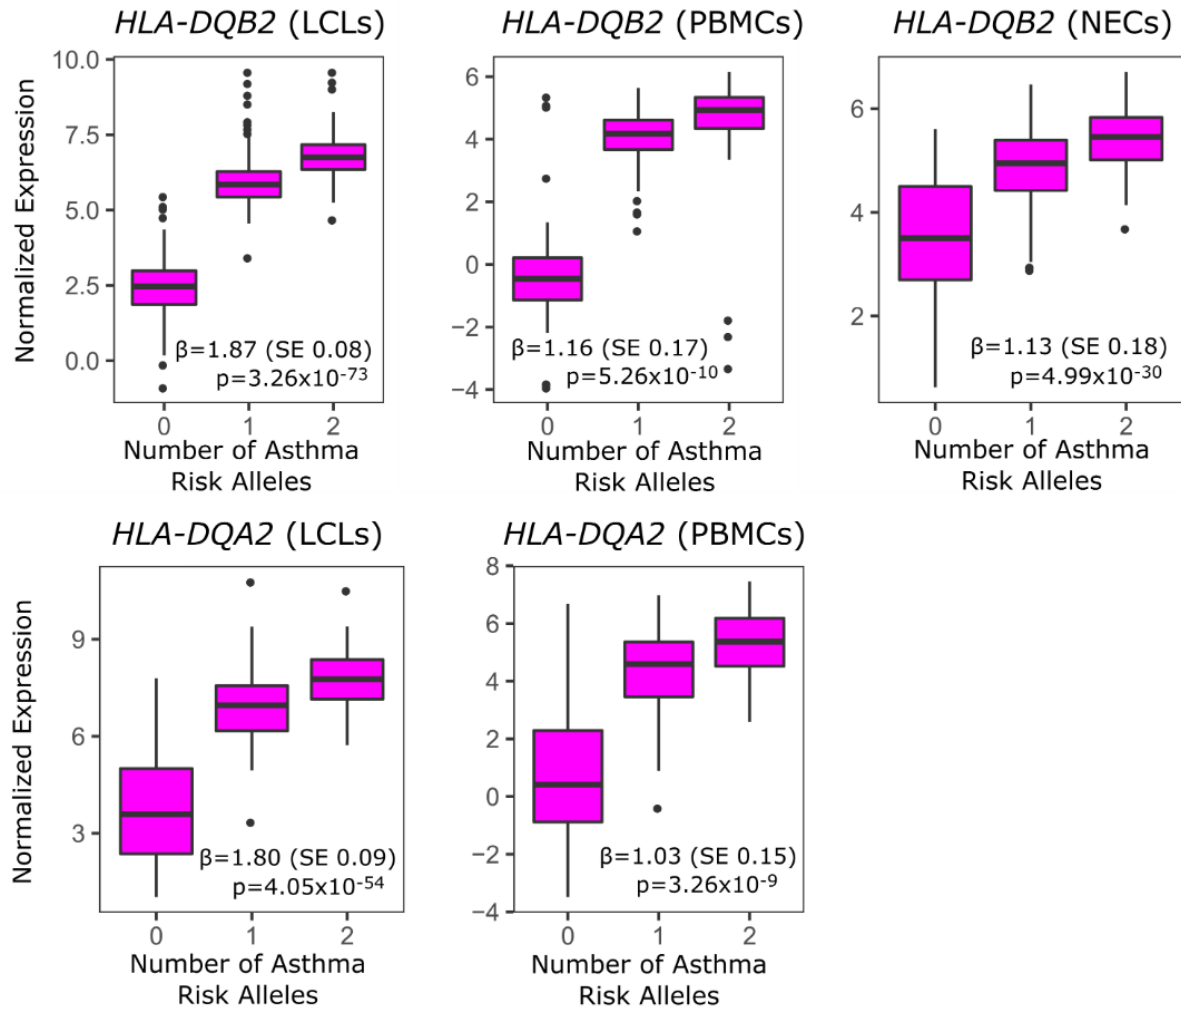 HLA-DQB2 (LCLs)
Normalized Expression
10.0
7.5
5.0
2.5
0.0
β=1.87 (SE 0.08)
p=3.26x10⁻⁷³
0 1 2
Number of Asthma
Risk Alleles
HLA-DQB2 (PBMCs)
6
4
2
0
−2
−4
β=1.16 (SE 0.17)
p=5.26x10⁻¹⁰
0 1 2
Number of Asthma
Risk Alleles
HLA-DQB2 (NECs)
6
4
2
β=1.13 (SE 0.18)
p=4.99x10⁻³⁰
0 1 2
Number of Asthma
Risk Alleles
HLA-DQA2 (LCLs)
Normalized Expression
9
6
3
β=1.80 (SE 0.09)
p=4.05x10⁻⁵⁴
0 1 2
Number of Asthma
Risk Alleles
HLA-DQA2 (PBMCs)
8
6
4
2
0
−2
−4
β=1.03 (SE 0.15)
p=3.26x10⁻⁹
0 1 2
Number of Asthma
Risk Alleles